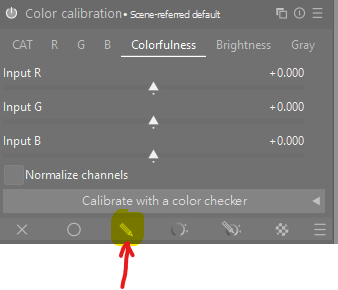 Color calibration • Scene-referred default
CAT R G B Colorfulness Brightness Gray
Input R +0.000
Input G +0.000
Input B +0.000
Normalize channels
Calibrate with a color checker